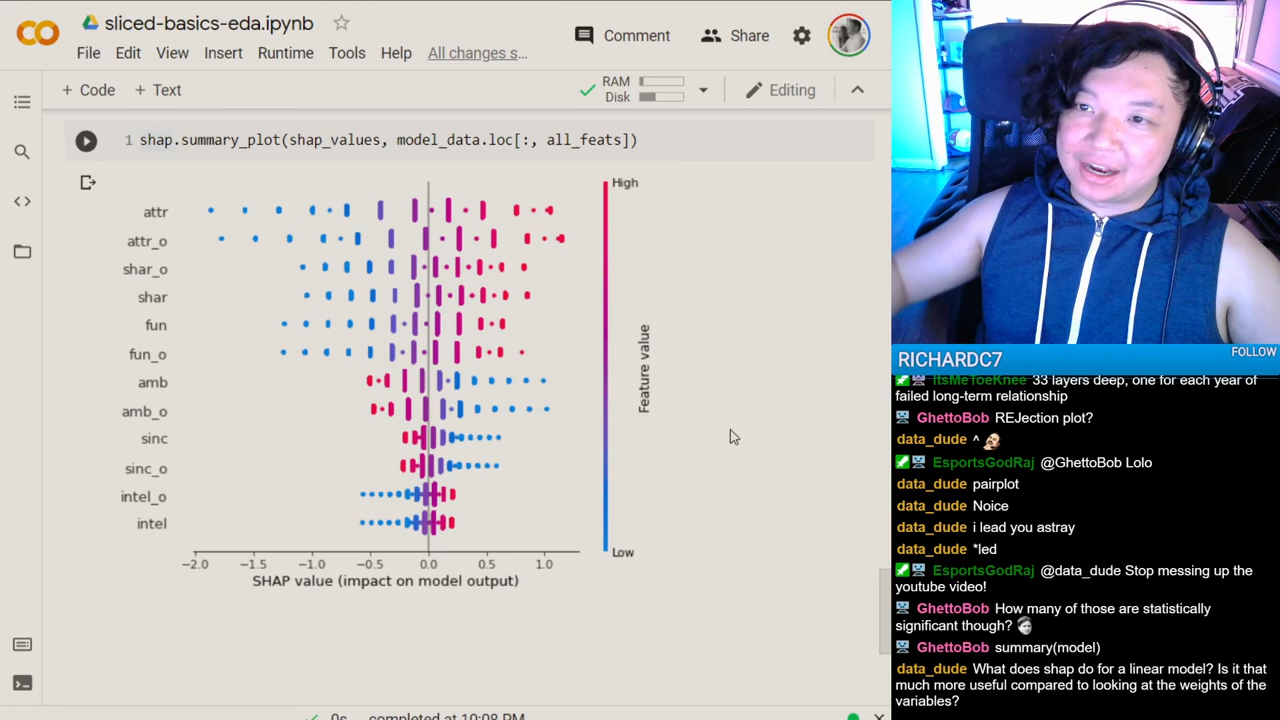 sliced-basics-eda.ipynb
File Edit View Insert Runtime Tools Help All changes s…
Comment
Share
+ Code + Text
RAM
Disk
Editing
1 shap.summary_plot(shap_values, model_data.loc[:, all_feats])
High
attr
attr_o
shar_o
shar
fun
fun_o
amb
amb_o
sinc
sinc_o
intel_o
intel
Feature value
Low
−2.0 −1.5 −1.0 −0.5 0.0 0.5 1.0
SHAP value (impact on model output)
0s completed at 10:08 PM
RICHARDC7
FOLLOW
ItsMeToeKnee 33 layers deep, one for each year of
failed long-term relationship
GhettoBob REJection plot?
data_dude ^
EsportsGodRaj @GhettoBob Lolo
data_dude pairplot
data_dude Noice
data_dude i lead you astray
data_dude *led
EsportsGodRaj @data_dude Stop messing up the
youtube video!
GhettoBob How many of those are statistically
significant though?
GhettoBob summary(model)
data_dude What does shap do for a linear model? Is it that
much more useful compared to looking at the weights of the
variables?